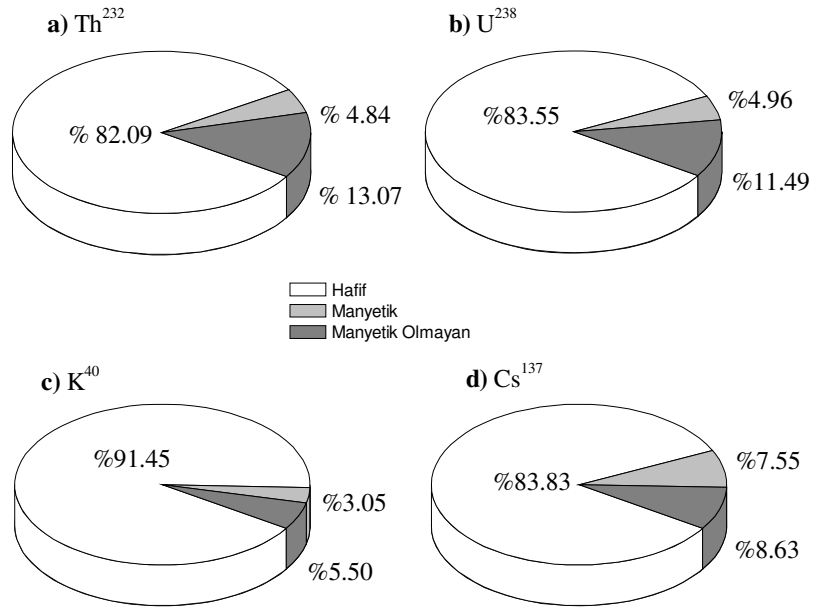 a) Th²³²
% 82.09
% 4.84
% 13.07
b) U²³⁸
%83.55
%4.96
%11.49
Hafif
Manyetik
Manyetik Olmayan
c) K⁴⁰
%91.45
%3.05
%5.50
d) Cs¹³⁷
%83.83
%7.55
%8.63